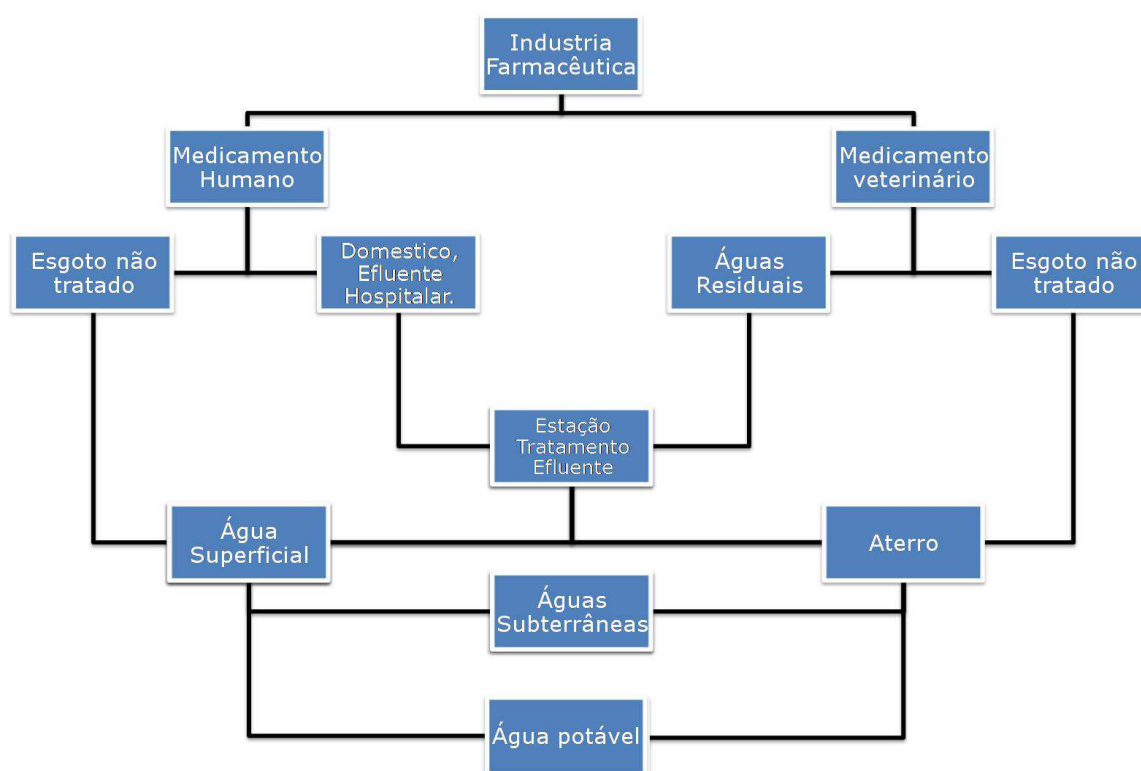 Industria
Farmacêutica
Medicamento
Humano
Medicamento
veterinário
Esgoto não
tratado
Domestico,
Efluente
Hospitalar.
Águas
Residuais
Esgoto não
tratado
Estação
Tratamento
Efluente
Água
Superficial
Aterro
Águas
Subterrâneas
Água potável